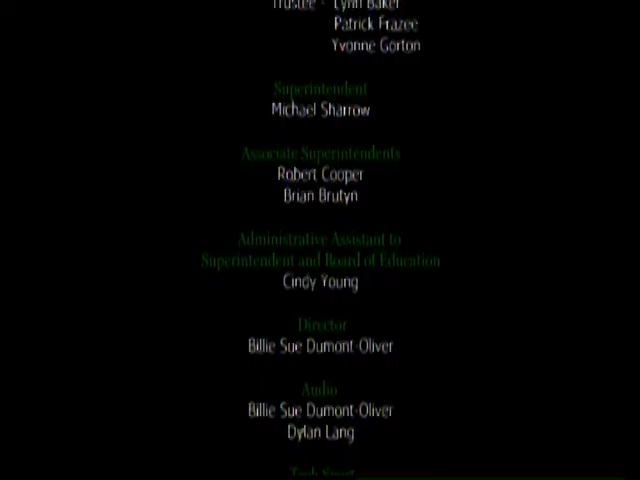 Trustee - Lynn Baker
Patrick Frazee
Yvonne Gorton
Superintendent
Michael Sharrow
Associate Superintendents
Robert Cooper
Brian Brutyn
Administrative Assistant to
Superintendent and Board of Education
Cindy Young
Director
Billie Sue Dumont-Oliver
Audio
Billie Sue Dumont-Oliver
Dylan Lang